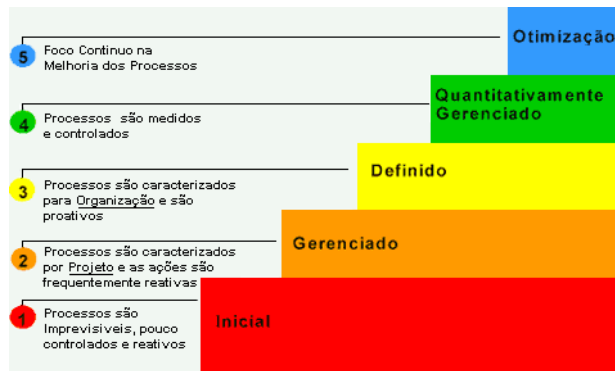 Otimização
5
Foco Continuo na
Melhoria dos Processos
Quantitativamente
Gerenciado
4
Processos são medidos
e controlados
Definido
3
Processos são caracterizados
para Organização e são
proativos
Gerenciado
2
Processos são caracterizados
por Projeto e as ações são
frequentemente reativas
Inicial
1
Processos são
Imprevisiveis, pouco
controlados e reativos